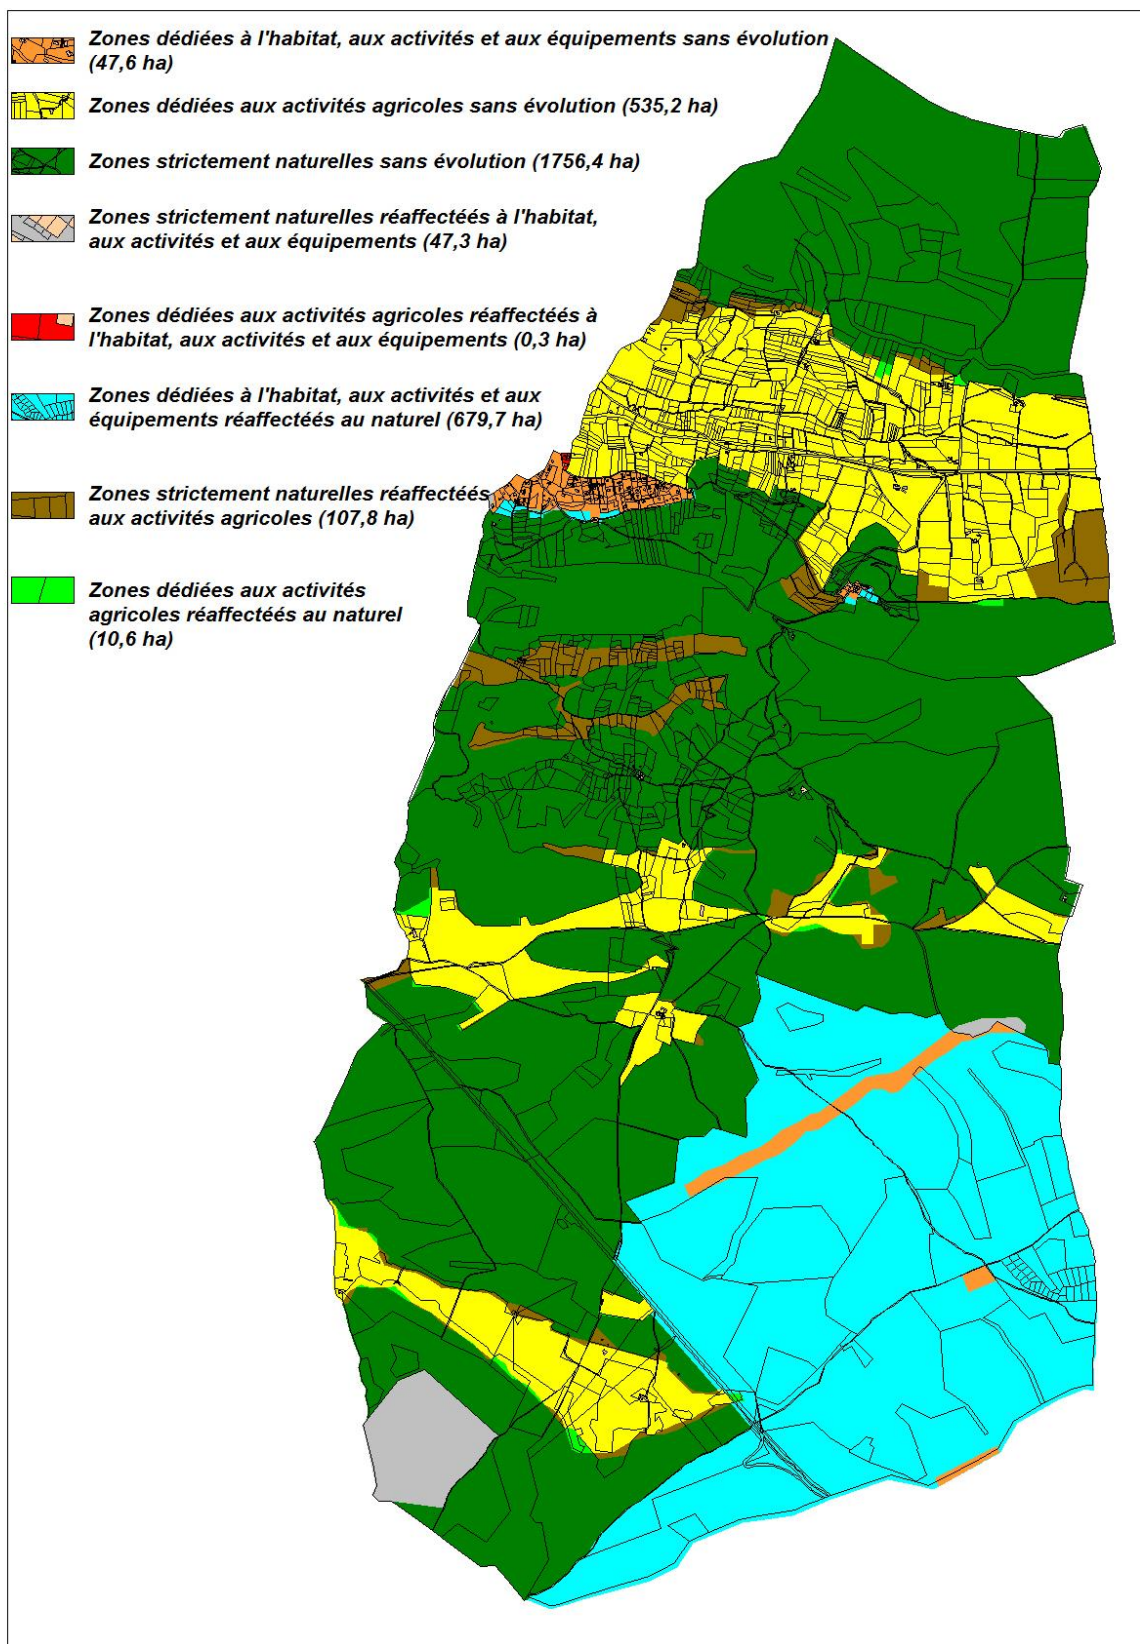 Zones dédiées à l'habitat, aux activités et aux équipements sans évolution
(47,6 ha)
Zones dédiées aux activités agricoles sans évolution (535,2 ha)
Zones strictement naturelles sans évolution (1756,4 ha)
Zones strictement naturelles réaffectéés à l'habitat,
aux activités et aux équipements (47,3 ha)
Zones dédiées aux activités agricoles réaffectéés à
l'habitat, aux activités et aux équipements (0,3 ha)
Zones dédiées à l'habitat, aux activités et aux
équipements réaffectéés au naturel (679,7 ha)
Zones strictement naturelles réaffectéés
aux activités agricoles (107,8 ha)
Zones dédiées aux activités
agricoles réaffectéés au naturel
(10,6 ha)